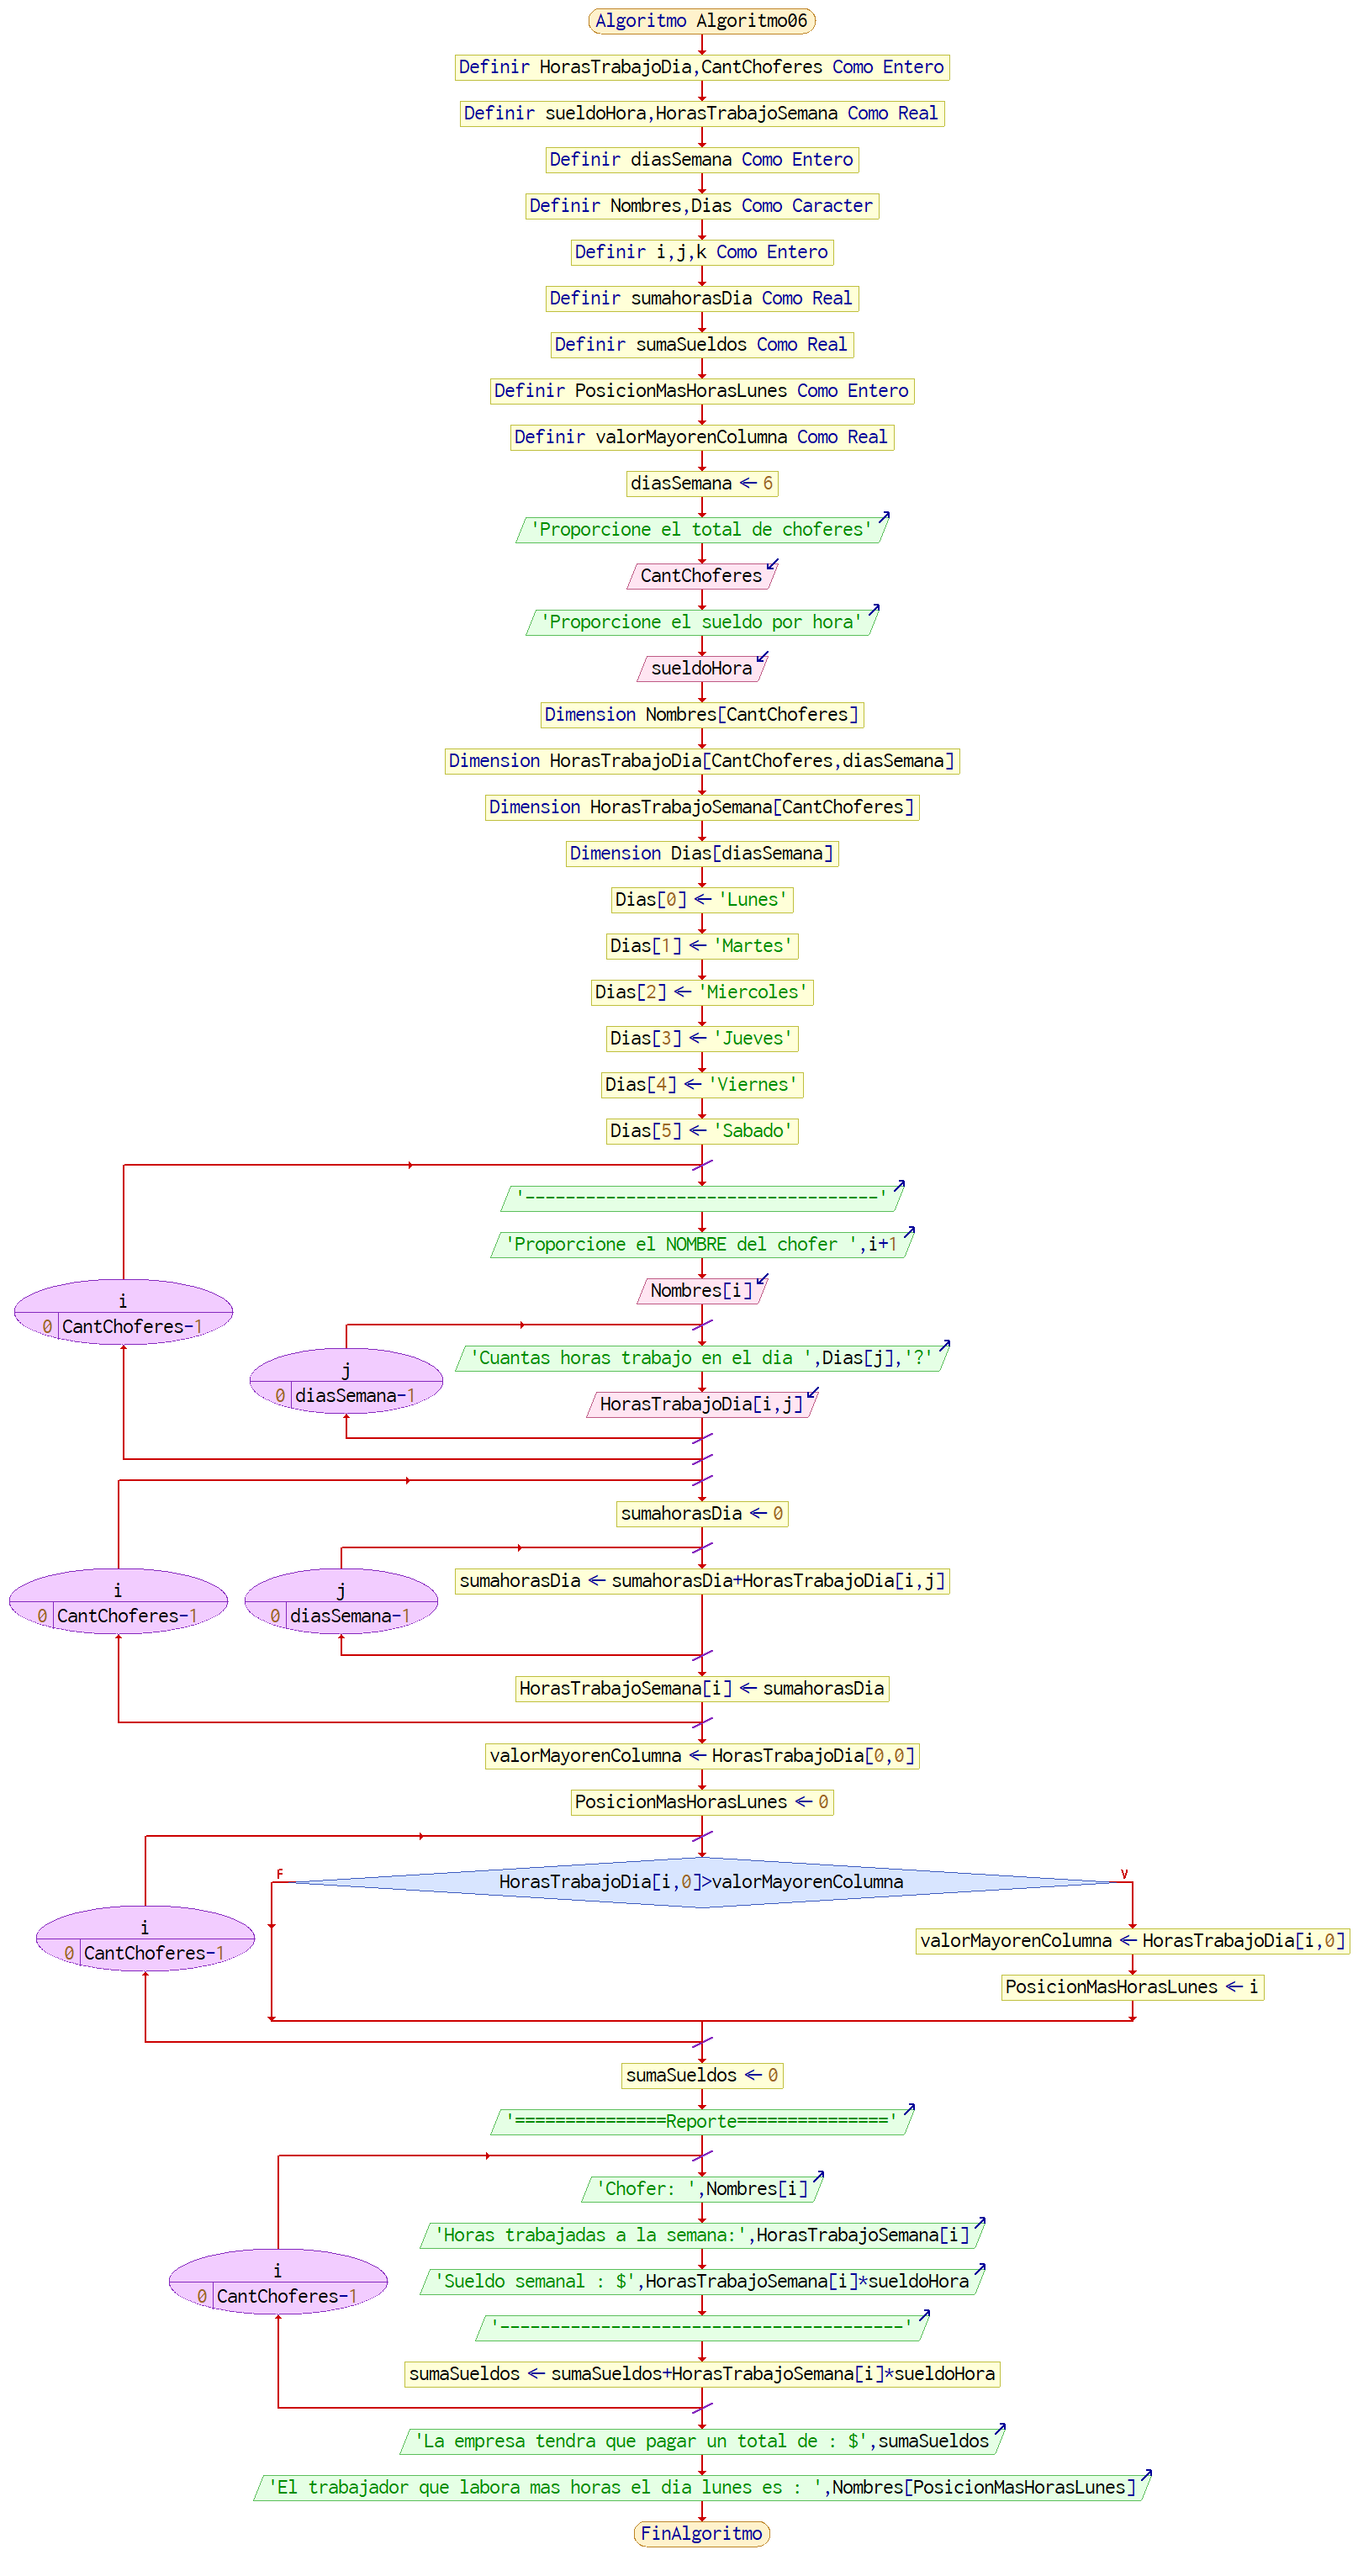 Algoritmo Algoritmo06
Definir HorasTrabajoDia,CantChoferes Como Entero
Definir sueldoHora,HorasTrabajoSemana Como Real
Definir diasSemana Como Entero
Definir Nombres,Dias Como Caracter
Definir i,j,k Como Entero
Definir sumahorasDia Como Real
Definir sumaSueldos Como Real
Definir PosicionMasHorasLunes Como Entero
Definir valorMayorenColumna Como Real
diasSemana ← 6
'Proporcione el total de choferes'
CantChoferes
'Proporcione el sueldo por hora'
sueldoHora
Dimension Nombres[CantChoferes]
Dimension HorasTrabajoDia[CantChoferes,diasSemana]
Dimension HorasTrabajoSemana[CantChoferes]
Dimension Dias[diasSemana]
Dias[0] ← 'Lunes'
Dias[1] ← 'Martes'
Dias[2] ← 'Miercoles'
Dias[3] ← 'Jueves'
Dias[4] ← 'Viernes'
Dias[5] ← 'Sabado'
i
0 CantChoferes-1
'-----------------------------------'
'Proporcione el NOMBRE del chofer ',i+1
Nombres[i]
j
0 diasSemana-1
'Cuantas horas trabajo en el dia ',Dias[j],'?'
HorasTrabajoDia[i,j]
i
0 CantChoferes-1
sumahorasDia ← 0
j
0 diasSemana-1
sumahorasDia ← sumahorasDia+HorasTrabajoDia[i,j]
HorasTrabajoSemana[i] ← sumahorasDia
valorMayorenColumna ← HorasTrabajoDia[0,0]
PosicionMasHorasLunes ← 0
i
0 CantChoferes-1
F
HorasTrabajoDia[i,0]>valorMayorenColumna
V
valorMayorenColumna ← HorasTrabajoDia[i,0]
PosicionMasHorasLunes ← i
sumaSueldos ← 0
'===============Reporte==============='
i
0 CantChoferes-1
'Chofer: ',Nombres[i]
'Horas trabajadas a la semana:',HorasTrabajoSemana[i]
'Sueldo semanal : $',HorasTrabajoSemana[i]*sueldoHora
'----------------------------------------'
sumaSueldos ← sumaSueldos+HorasTrabajoSemana[i]*sueldoHora
'La empresa tendra que pagar un total de : $',sumaSueldos
'El trabajador que labora mas horas el dia lunes es : ',Nombres[PosicionMasHorasLunes]
FinAlgoritmo